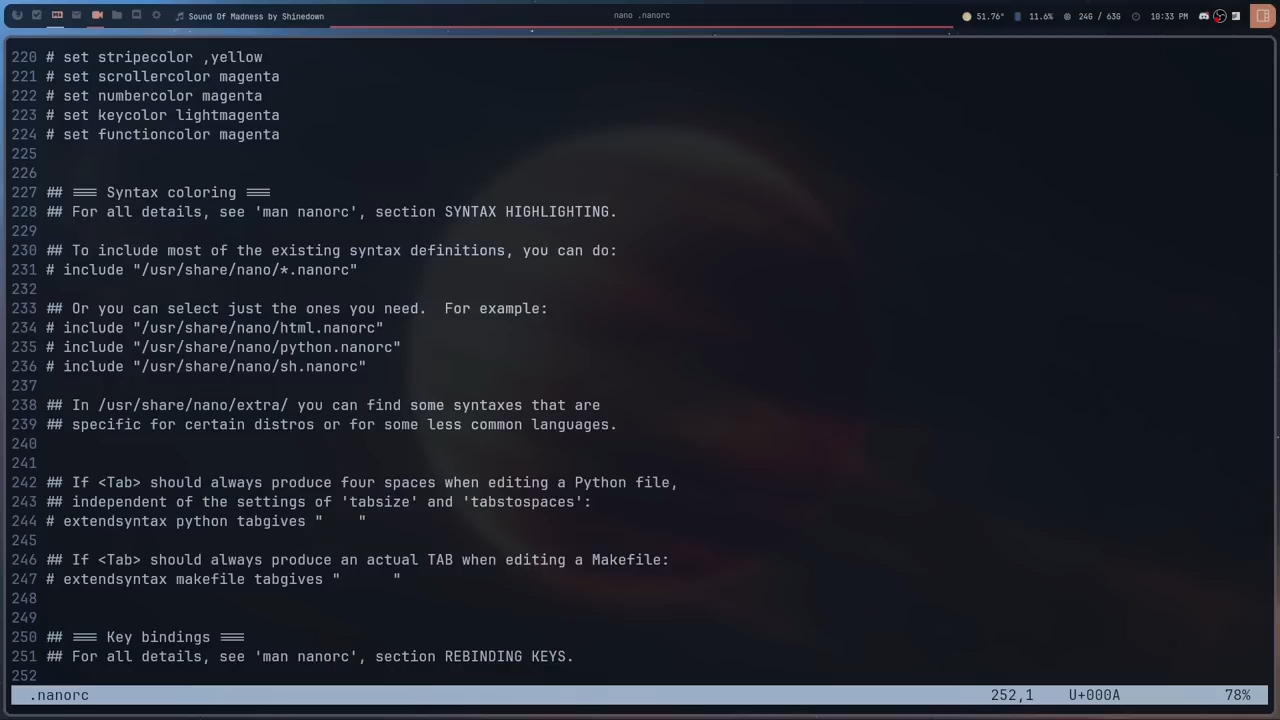 Sound Of Madness by Shinedown
nano .nanorc
51.76°
11.6%
24G / 63G
10:33 PM
220 # set stripecolor ,yellow
221 # set scrollercolor magenta
222 # set numbercolor magenta
223 # set keycolor lightmagenta
224 # set functioncolor magenta
225
226
227 ## === Syntax coloring ===
228 ## For all details, see 'man nanorc', section SYNTAX HIGHLIGHTING.
229
230 ## To include most of the existing syntax definitions, you can do:
231 # include "/usr/share/nano/*.nanorc"
232
233 ## Or you can select just the ones you need.  For example:
234 # include "/usr/share/nano/html.nanorc"
235 # include "/usr/share/nano/python.nanorc"
236 # include "/usr/share/nano/sh.nanorc"
237
238 ## In /usr/share/nano/extra/ you can find some syntaxes that are
239 ## specific for certain distros or for some less common languages.
240
241
242 ## If <Tab> should always produce four spaces when editing a Python file,
243 ## independent of the settings of 'tabsize' and 'tabstospaces':
244 # extendsyntax python tabgives "    "
245
246 ## If <Tab> should always produce an actual TAB when editing a Makefile:
247 # extendsyntax makefile tabgives "      "
248
249
250 ## === Key bindings ===
251 ## For all details, see 'man nanorc', section REBINDING KEYS.
252
.nanorc 252,1 U+000A 78%